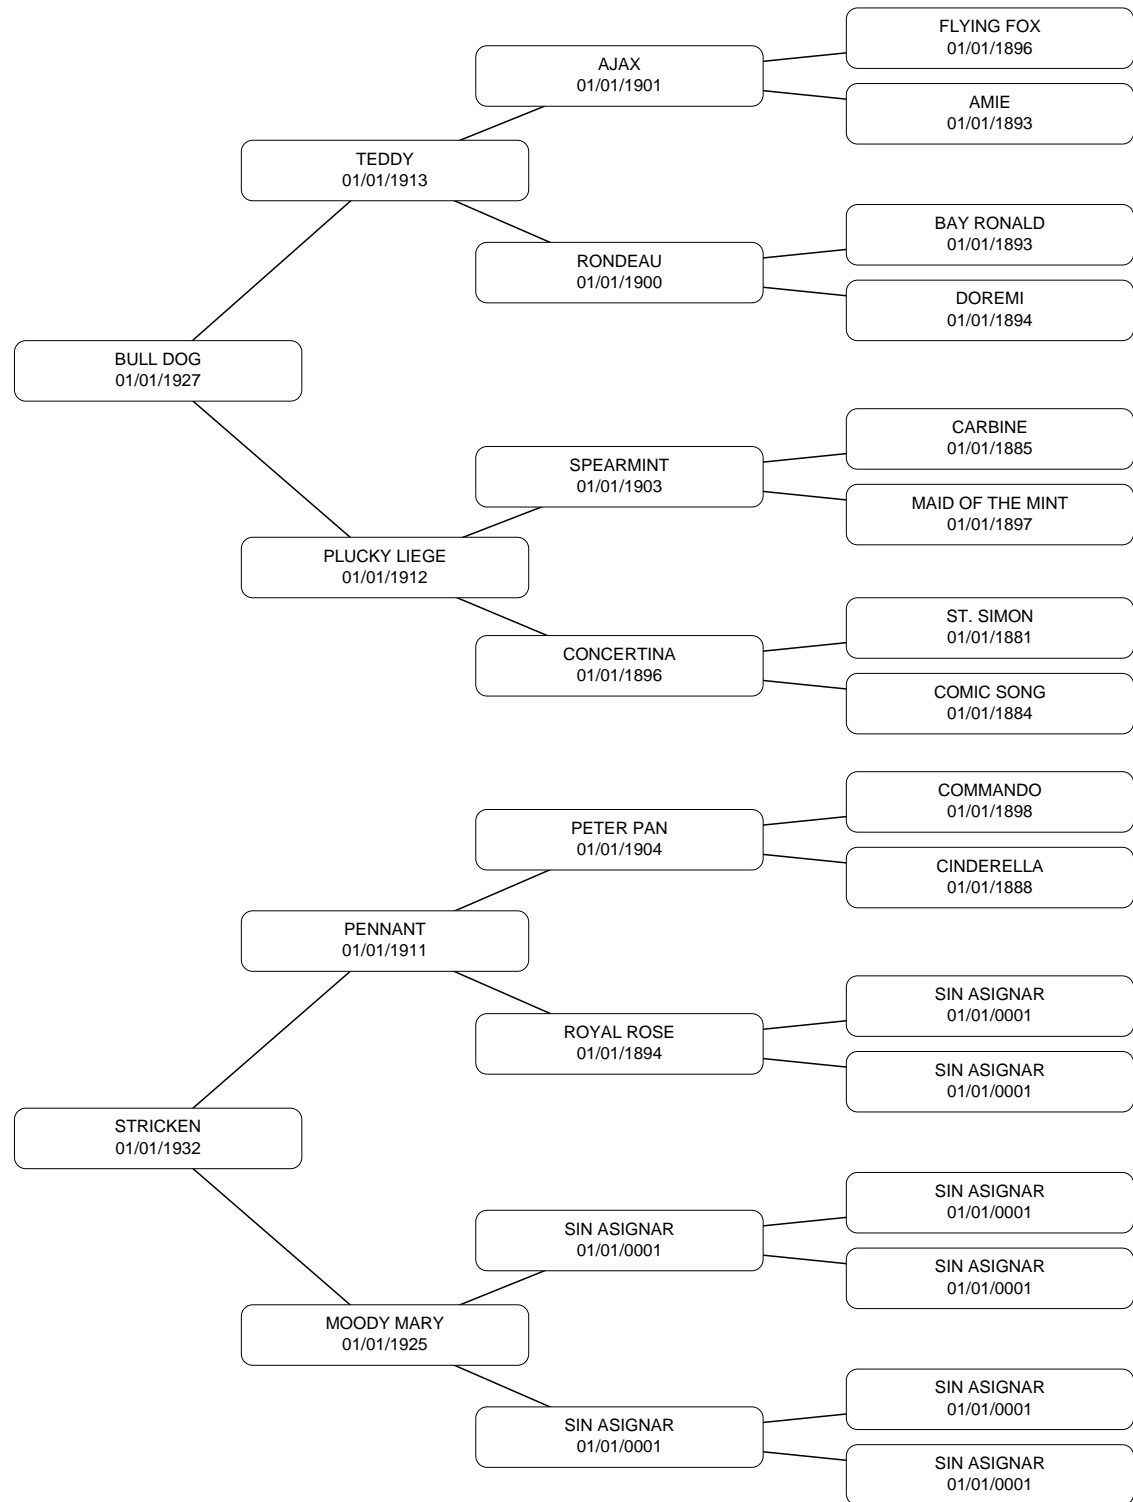 FLYING FOX
01/01/1896
AJAX
01/01/1901
AMIE
01/01/1893
TEDDY
01/01/1913
BAY RONALD
01/01/1893
RONDEAU
01/01/1900
DOREMI
01/01/1894
BULL DOG
01/01/1927
CARBINE
01/01/1885
SPEARMINT
01/01/1903
MAID OF THE MINT
01/01/1897
PLUCKY LIEGE
01/01/1912
ST. SIMON
01/01/1881
CONCERTINA
01/01/1896
COMIC SONG
01/01/1884
COMMANDO
01/01/1898
PETER PAN
01/01/1904
CINDERELLA
01/01/1888
PENNANT
01/01/1911
SIN ASIGNAR
01/01/0001
ROYAL ROSE
01/01/1894
SIN ASIGNAR
01/01/0001
STRICKEN
01/01/1932
SIN ASIGNAR
01/01/0001
SIN ASIGNAR
01/01/0001
SIN ASIGNAR
01/01/0001
MOODY MARY
01/01/1925
SIN ASIGNAR
01/01/0001
SIN ASIGNAR
01/01/0001
SIN ASIGNAR
01/01/0001